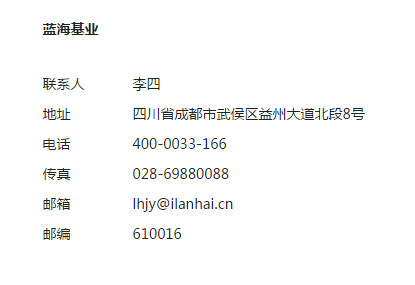 蓝海基业
联系人 李四
地址 四川省成都市武侯区益州大道北段8号
电话 400-0033-166
传真 028-69880088
邮箱 lhjy@ilanhai.cn
邮编 610016